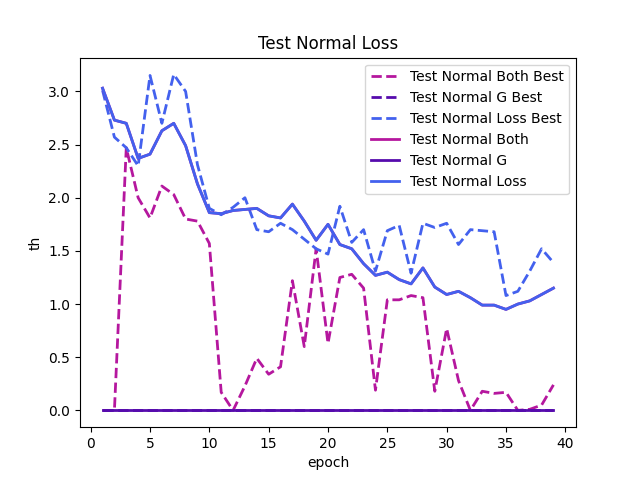 Test Normal Loss
Test Normal Both Best
Test Normal G Best
Test Normal Loss Best
Test Normal Both
Test Normal G
Test Normal Loss
th
3.0
2.5
2.0
1.5
1.0
0.5
0.0
0 5 10 15 20 25 30 35 40
epoch